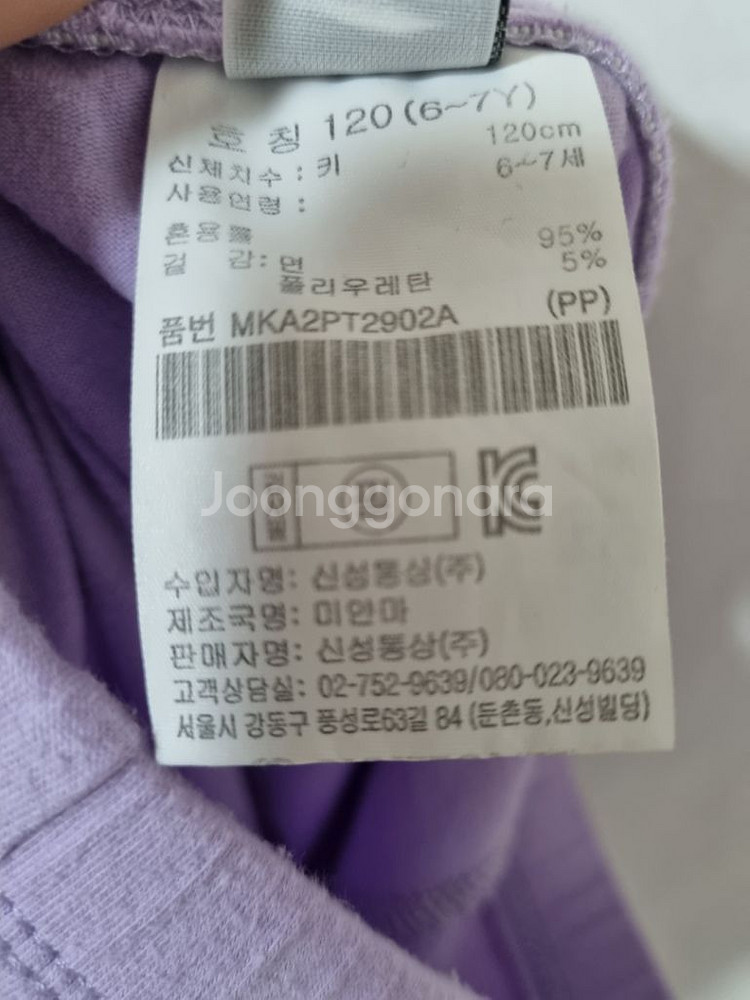 호 칭 120 (6~7Y)
신체치수 : 키 120cm
사용연령 : 6~7세
혼용률
겉 감: 면 95%
폴리우레탄 5%
품번 MKA2PT2902A (PP)
Joonggonara
KC
수입자명: 신성통상(주)
제조국명: 미얀마
판매자명: 신성통상(주)
고객상담실: 02-752-9639/080-023-9639
서울시 강동구 풍성로63길 84 (둔촌동,신성빌딩)